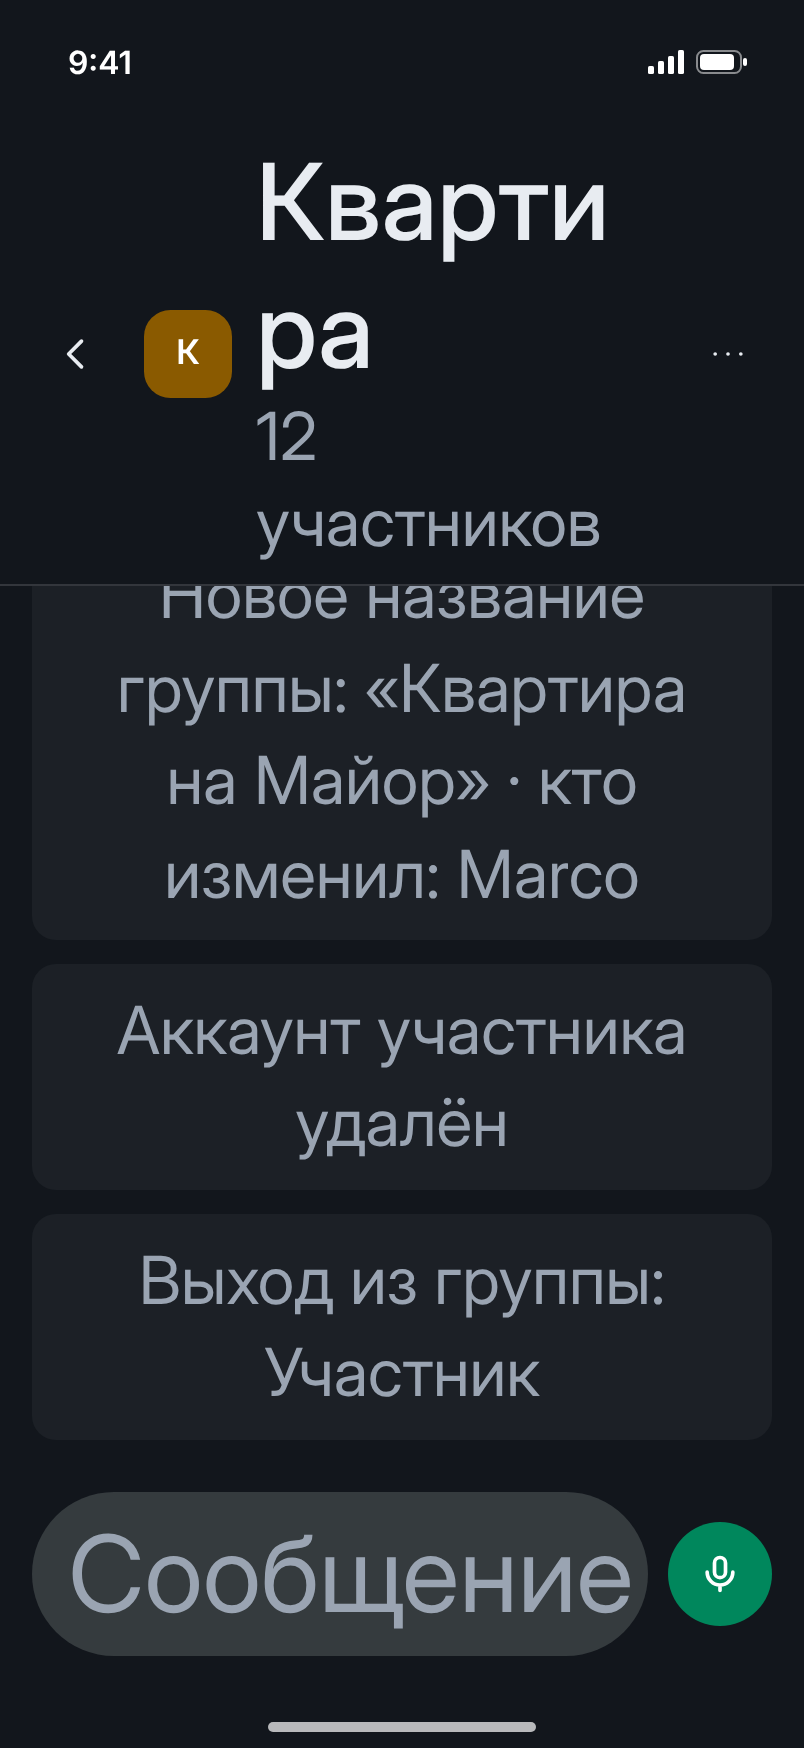 9:41
Кварти
ра
К
12
участников
Новое название
группы: «Квартира
на Майор» · кто
изменил: Marco
Аккаунт участника
удалён
Выход из группы:
Участник
Сообщение